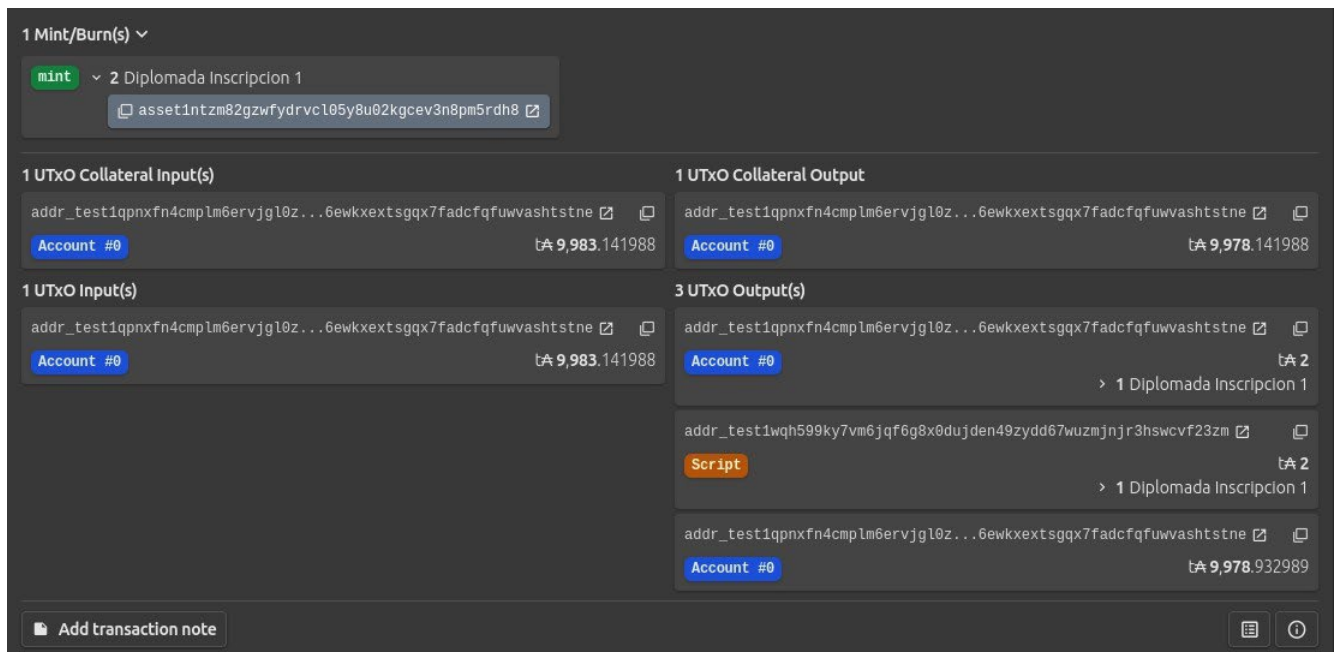 1 Mint/Burn(s)
mint 2 Diplomada Inscripcion 1
asset1ntzm82gzwfydrvcl05y8u02kgcev3n8pm5rdh8
1 UTxO Collateral Input(s)
addr_test1qpnxfn4cmplm6ervjgl0z...6ewkxextsgqx7fadcfqfuwvashtstne
Account #0 t₳ 9,983.141988
1 UTxO Collateral Output
addr_test1qpnxfn4cmplm6ervjgl0z...6ewkxextsgqx7fadcfqfuwvashtstne
Account #0 t₳ 9,978.141988
1 UTxO Input(s)
addr_test1qpnxfn4cmplm6ervjgl0z...6ewkxextsgqx7fadcfqfuwvashtstne
Account #0 t₳ 9,983.141988
3 UTxO Output(s)
addr_test1qpnxfn4cmplm6ervjgl0z...6ewkxextsgqx7fadcfqfuwvashtstne
Account #0 t₳ 2
1 Diplomada Inscripcion 1
addr_test1wqh599ky7vm6jqf6g8x0dujden49zydd67wuzmjnjr3hswcvf23zm
Script t₳ 2
1 Diplomada Inscripcion 1
addr_test1qpnxfn4cmplm6ervjgl0z...6ewkxextsgqx7fadcfqfuwvashtstne
Account #0 t₳ 9,978.932989
Add transaction note